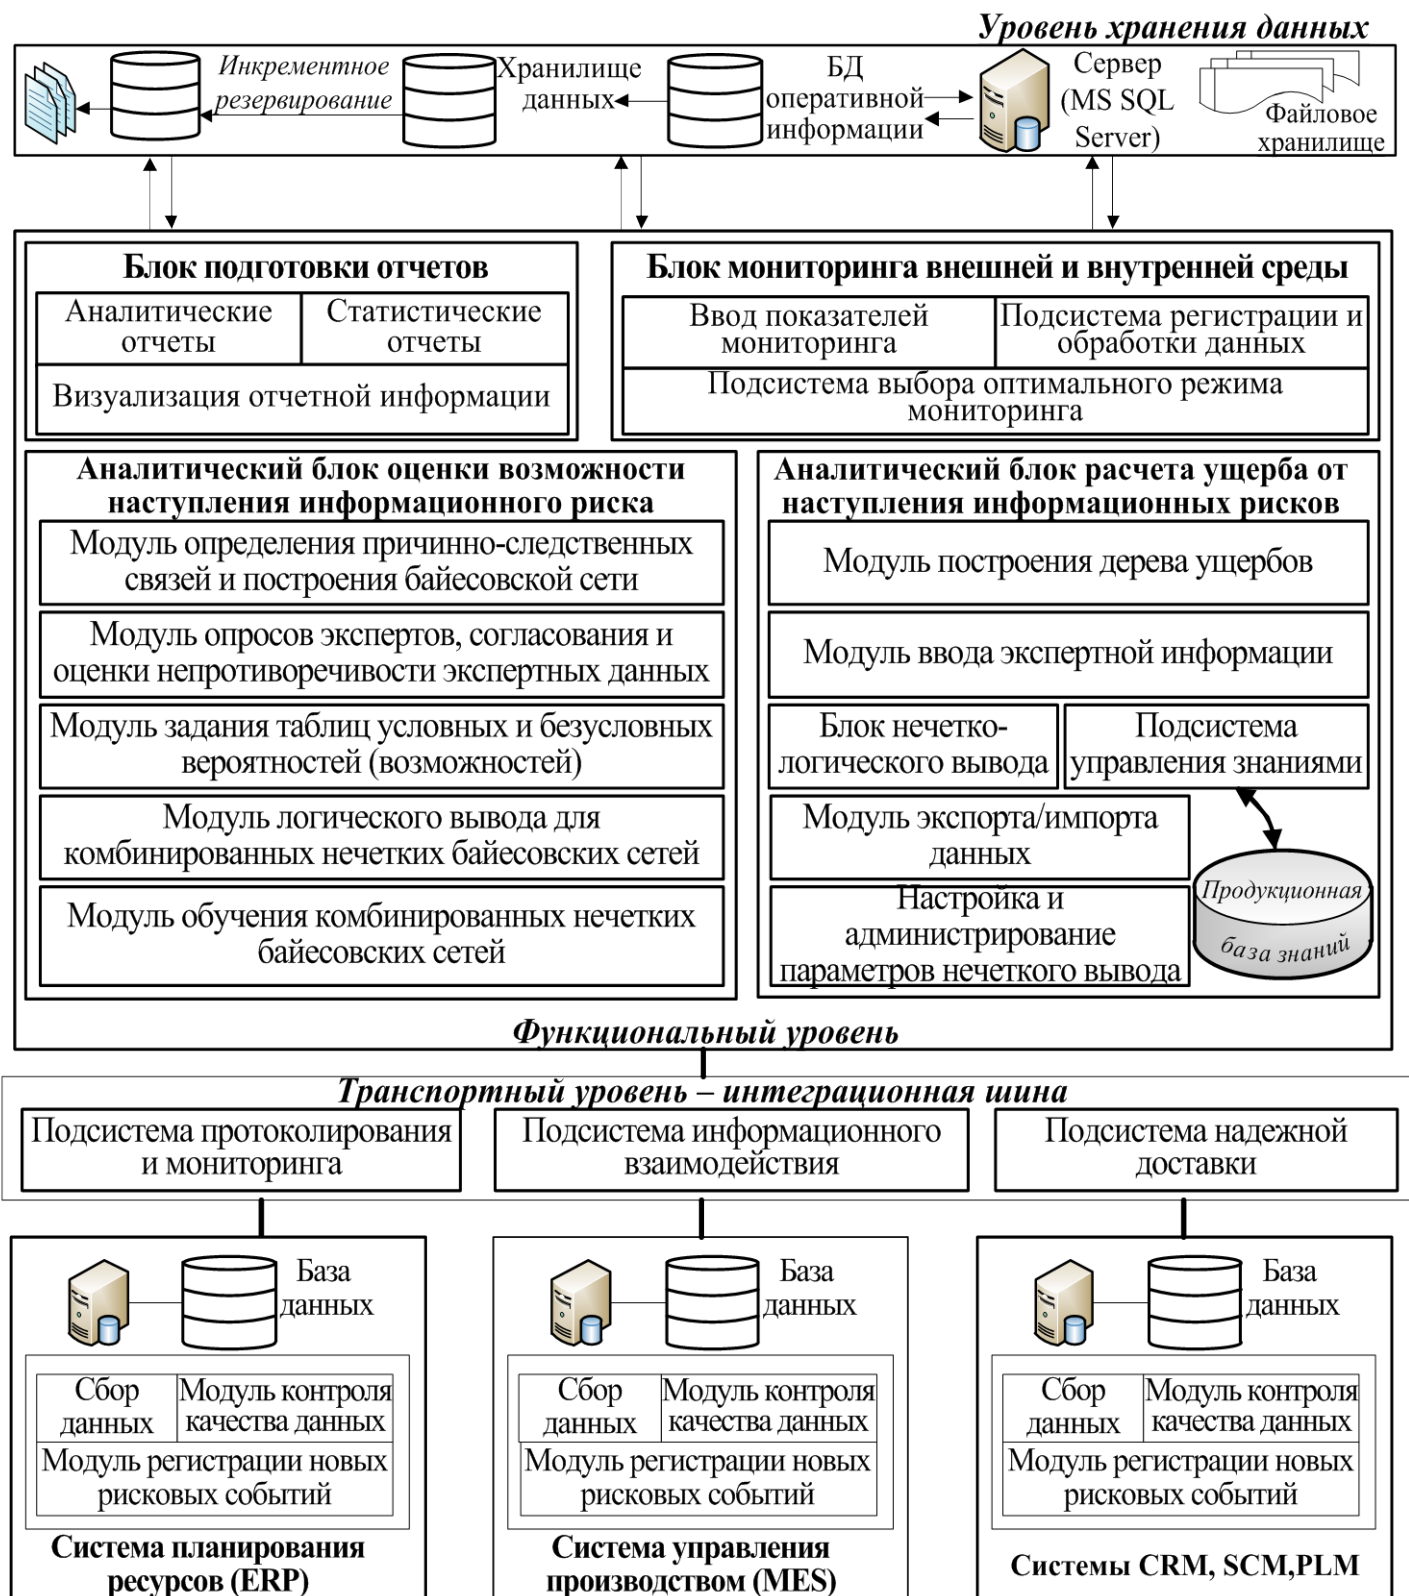 Уровень хранения данных
Инкрементное
резервирование
Хранилище
данных
БД
оперативной
информации
Сервер
(MS SQL
Server)
Файловое
хранилище
Блок подготовки отчетов
Аналитические
отчеты
Статистические
отчеты
Визуализация отчетной информации
Блок мониторинга внешней и внутренней среды
Ввод показателей
мониторинга
Подсистема регистрации и
обработки данных
Подсистема выбора оптимального режима
мониторинга
Аналитический блок оценки возможности
наступления информационного риска
Модуль определения причинно-следственных
связей и построения байесовской сети
Модуль опросов экспертов, согласования и
оценки непротиворечивости экспертных данных
Модуль задания таблиц условных и безусловных
вероятностей (возможностей)
Модуль логического вывода для
комбинированных нечетких байесовских сетей
Модуль обучения комбинированных нечетких
байесовских сетей
Аналитический блок расчета ущерба от
наступления информационных рисков
Модуль построения дерева ущербов
Модуль ввода экспертной информации
Блок нечетко-
логического вывода
Подсистема
управления знаниями
Модуль экспорта/импорта
данных
Настройка и
администрирование
параметров нечеткого вывода
Продукционная
база знаний
Функциональный уровень
Транспортный уровень – интеграционная шина
Подсистема протоколирования
и мониторинга
Подсистема информационного
взаимодействия
Подсистема надежной
доставки
База
данных
Сбор
данных
Модуль контроля
качества данных
Модуль регистрации новых
рисковых событий
Система планирования
ресурсов (ERP)
База
данных
Сбор
данных
Модуль контроля
качества данных
Модуль регистрации новых
рисковых событий
Система управления
производством (MES)
База
данных
Сбор
данных
Модуль контроля
качества данных
Модуль регистрации новых
рисковых событий
Системы CRM, SCM,PLM